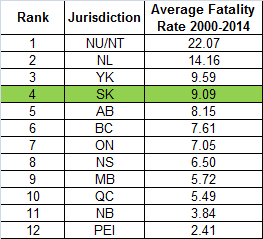 Rank Jurisdiction Average Fatality
Rate 2000-2014
1 NU/NT 22.07
2 NL 14.16
3 YK 9.59
4 SK 9.09
5 AB 8.15
6 BC 7.61
7 ON 7.05
8 NS 6.50
9 MB 5.72
10 QC 5.49
11 NB 3.84
12 PEI 2.41